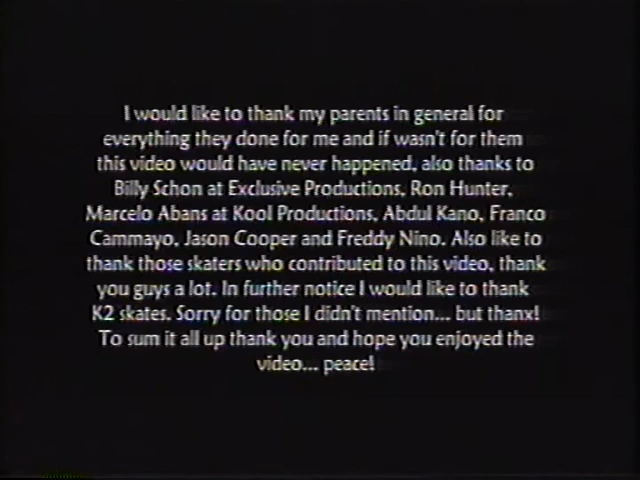 I would like to thank my parents in general for
everything they done for me and if wasn't for them
this video would have never happened, also thanks to
Billy Schon at Exclusive Productions, Ron Hunter,
Marcelo Abans at Kool Productions, Abdul Kano, Franco
Cammayo, Jason Cooper and Freddy Nino. Also like to
thank those skaters who contributed to this video, thank
you guys a lot. In further notice I would like to thank
K2 skates. Sorry for those I didn't mention... but thanx!
To sum it all up thank you and hope you enjoyed the
video... peace!